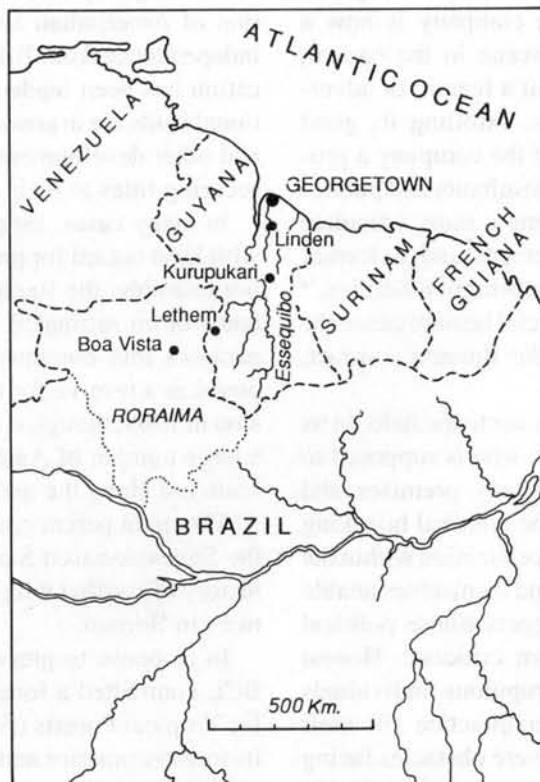 ATLANTIC OCEAN
VENEZUELA
GUYANA
GEORGETOWN
Linden
Kurupukari
SURINAM
FRENCH
GUIANA
Essequibo
Lethem
Boa Vista
RORAIMA
BRAZIL
500 Km.